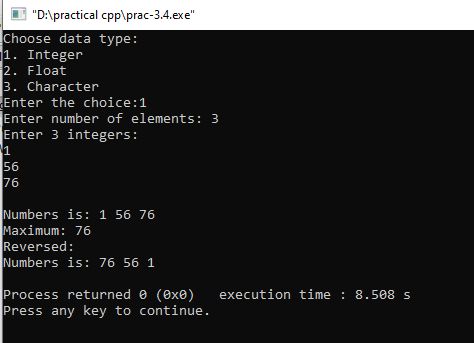 "D:\practical cpp\prac-3.4.exe"
Choose data type:
1. Integer
2. Float
3. Character
Enter the choice:1
Enter number of elements: 3
Enter 3 integers:
1
56
76
Numbers is: 1 56 76
Maximum: 76
Reversed:
Numbers is: 76 56 1
Process returned 0 (0x0)   execution time : 8.508 s
Press any key to continue.